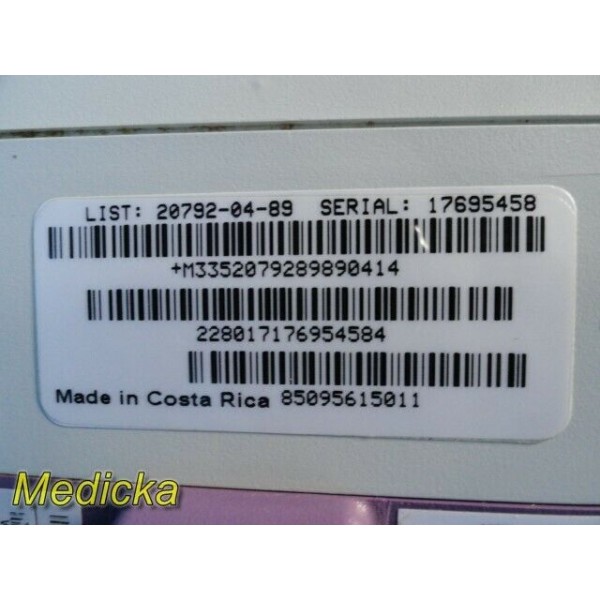 LIST: 20792-04-89 SERIAL: 17695458
+M3352079289890414
228017176954584
Made in Costa Rica 85095615011
Medicka